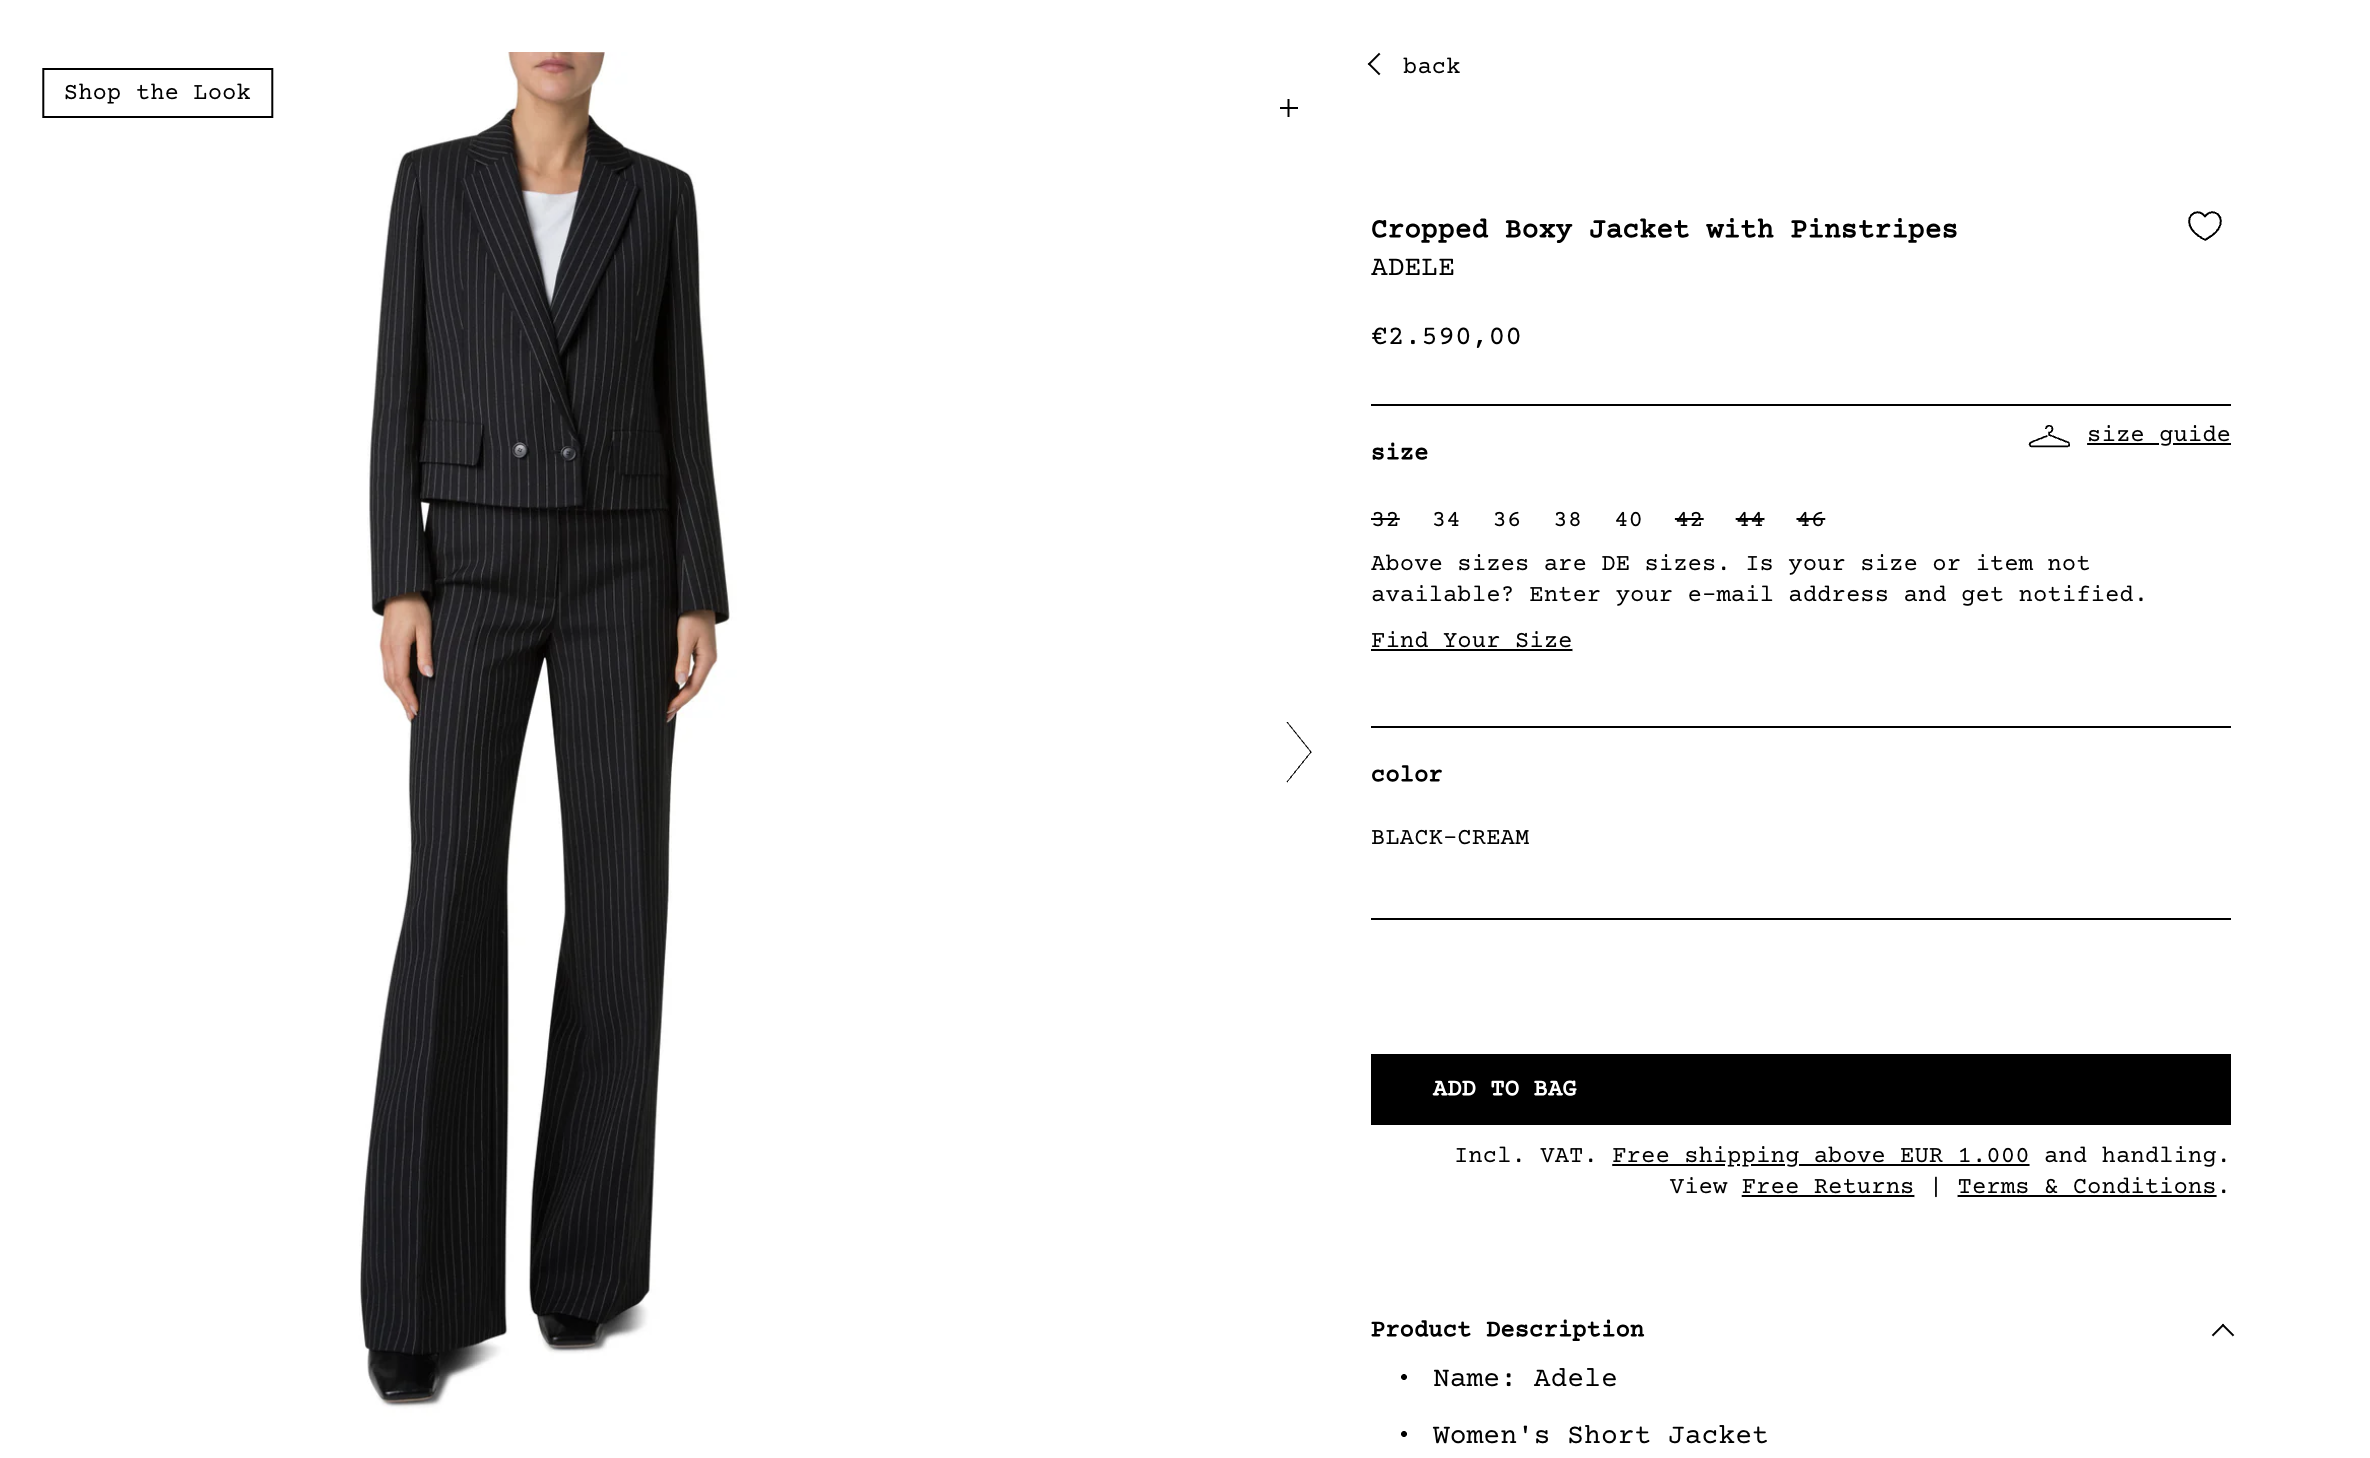 Shop the Look
back
Cropped Boxy Jacket with Pinstripes
ADELE
€2.590,00
size guide
size
32 34 36 38 40 42 44 46
Above sizes are DE sizes. Is your size or item not
available? Enter your e-mail address and get notified.
Find Your Size
color
BLACK-CREAM
ADD TO BAG
Incl. VAT. Free shipping above EUR 1.000 and handling.
View Free Returns | Terms & Conditions.
Product Description
• Name: Adele
• Women's Short Jacket